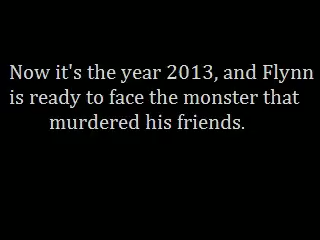 Now it's the year 2013, and Flynn
is ready to face the monster that
murdered his friends.